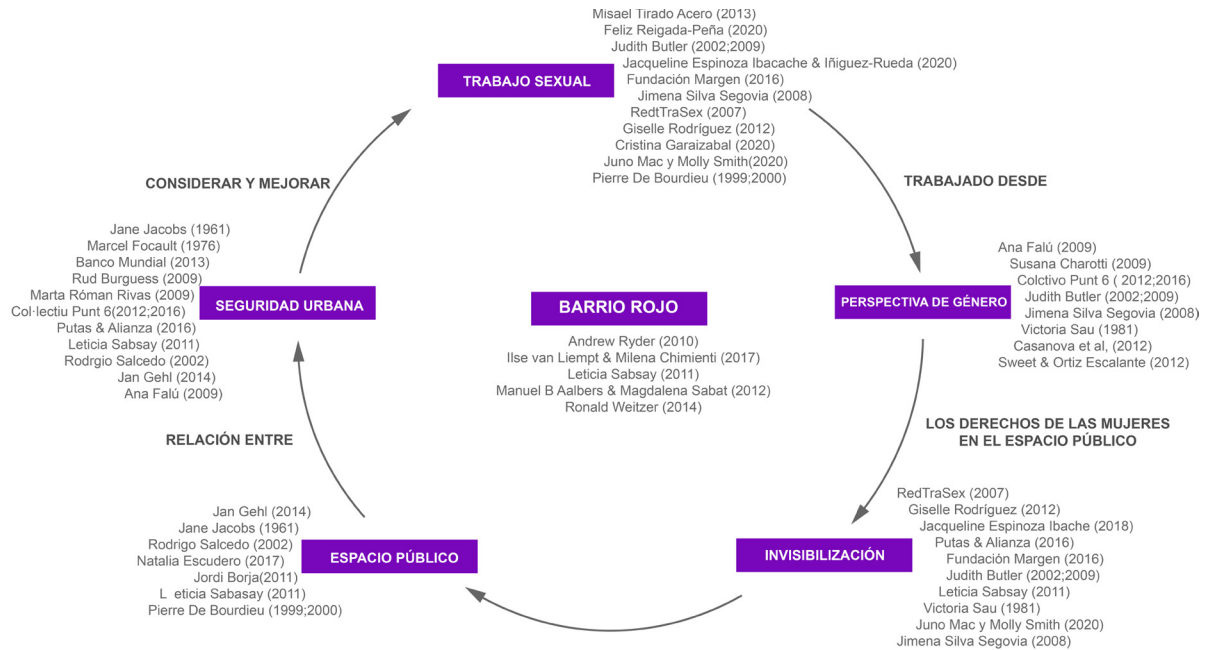 Misael Tirado Acero (2013)
Feliz Reigada-Peña (2020)
Judith Butler (2002;2009)
Jacqueline Espinoza Ibacache & Iñiguez-Rueda (2020)
TRABAJO SEXUAL
Fundación Margen (2016)
Jimena Silva Segovia (2008)
RedtTraSex (2007)
Giselle Rodríguez (2012)
Cristina Garaizabal (2020)
Juno Mac y Molly Smith(2020)
Pierre De Bourdieu (1999;2000)
TRABAJADO DESDE
Ana Falú (2009)
Susana Charotti (2009)
Colctivo Punt 6 ( 2012;2016)
PERSPECTIVA DE GÉNERO
Judith Butler (2002;2009)
Jimena Silva Segovia (2008)
Victoria Sau (1981)
Casanova et al, (2012)
Sweet & Ortiz Escalante (2012)
LOS DERECHOS DE LAS MUJERES
EN EL ESPACIO PÚBLICO
RedTraSex (2007)
Giselle Rodríguez (2012)
Jacqueline Espinoza Ibache (2018)
Putas & Alianza (2016)
INVISIBILIZACIÓN
Fundación Margen (2016)
Judith Butler (2002;2009)
Leticia Sabsay (2011)
Victoria Sau (1981)
Juno Mac y Molly Smith (2020)
Jimena Silva Segovia (2008)
Jan Gehl (2014)
Jane Jacobs (1961)
Rodrigo Salcedo (2002)
ESPACIO PÚBLICO
Natalia Escudero (2017)
Jordi Borja(2011)
L eticia Sabasay (2011)
Pierre De Bourdieu (1999;2000)
RELACIÓN ENTRE
Jane Jacobs (1961)
Marcel Focault (1976)
Banco Mundial (2013)
Rud Burguess (2009)
Marta Róman Rivas (2009)
SEGURIDAD URBANA
Col·lectiu Punt 6(2012;2016)
Putas & Alianza (2016)
Leticia Sabsay (2011)
Rodrgio Salcedo (2002)
Jan Gehl (2014)
Ana Falú (2009)
CONSIDERAR Y MEJORAR
BARRIO ROJO
Andrew Ryder (2010)
Ilse van Liempt & Milena Chimienti (2017)
Leticia Sabsay (2011)
Manuel B Aalbers & Magdalena Sabat (2012)
Ronald Weitzer (2014)